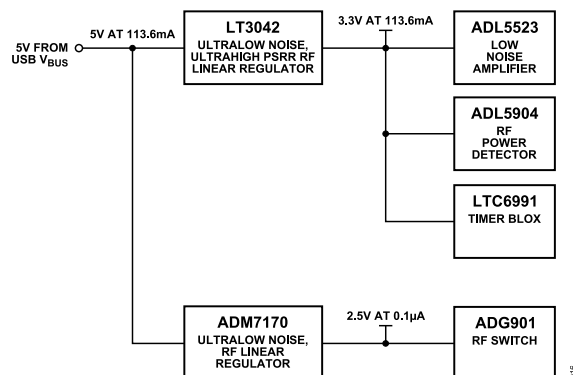 5V AT 113.6mA
5V FROM
USB VBUS
LT3042
ULTRALOW NOISE,
ULTRAHIGH PSRR RF
LINEAR REGULATOR
3.3V AT 113.6mA
ADL5523
LOW
NOISE
AMPLIFIER
ADL5904
RF
POWER
DETECTOR
LTC6991
TIMER BLOX
ADM7170
ULTRALOW NOISE,
RF LINEAR
REGULATOR
2.5V AT 0.1µA
ADG901
RF SWITCH